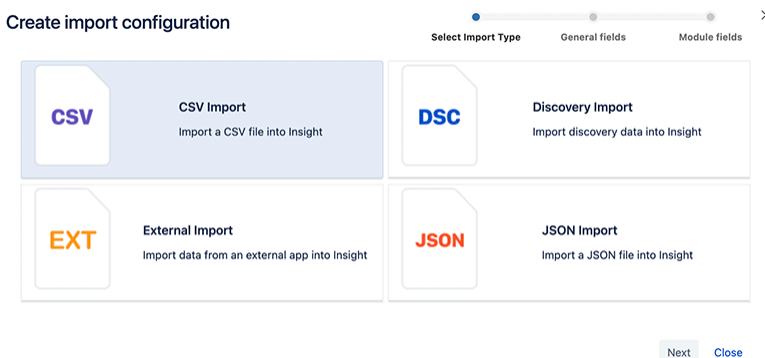 Create import configuration
Select Import Type
General fields
Module fields
CSV
CSV Import
Import a CSV file into Insight
DSC
Discovery Import
Import discovery data into Insight
EXT
External Import
Import data from an external app into Insight
JSON
JSON Import
Import a JSON file into Insight
Next
Close